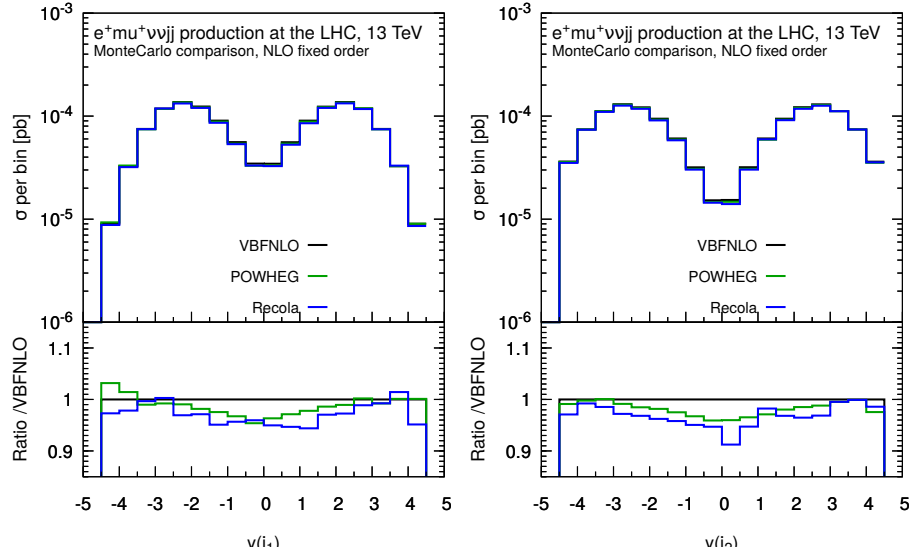 10⁻³
e⁺mu⁺ννjj production at the LHC, 13 TeV
MonteCarlo comparison, NLO fixed order
10⁻⁴
σ per bin [pb]
10⁻⁵
VBFNLO
POWHEG
Recola
10⁻⁶
1.1
1
0.9
Ratio /VBFNLO
-5 -4 -3 -2 -1 0 1 2 3 4 5
y(j₁)
10⁻³
e⁺mu⁺ννjj production at the LHC, 13 TeV
MonteCarlo comparison, NLO fixed order
10⁻⁴
σ per bin [pb]
10⁻⁵
VBFNLO
POWHEG
Recola
10⁻⁶
1.1
1
0.9
Ratio /VBFNLO
-5 -4 -3 -2 -1 0 1 2 3 4 5
y(j₂)